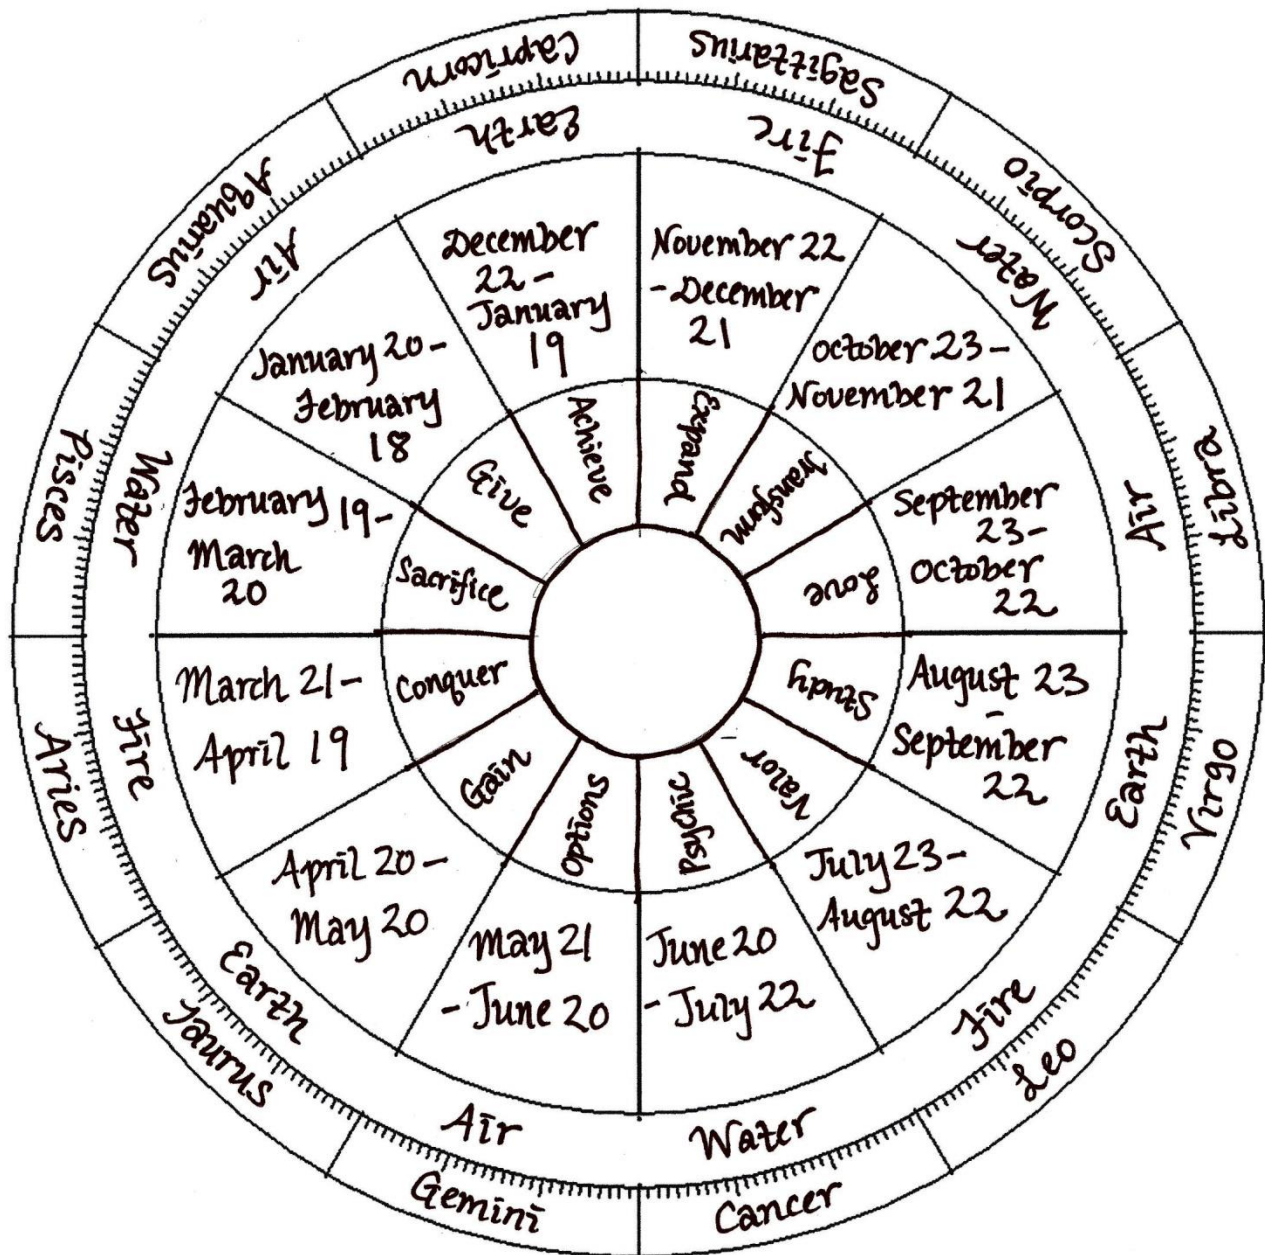 Capricorn
Sagittarius
Scorpio
Libra
Virgo
Leo
Cancer
Gemini
Taurus
Aries
Pisces
Aquarius
Earth
Fire
Water
Air
Earth
Fire
Water
Air
Earth
Fire
Water
Air
December
22 -
January
19
November 22
- December
21
October 23 -
November 21
September
23 -
October
22
August 23
-
September
22
July 23 -
August 22
June 20
- July 22
May 21
- June 20
April 20 -
May 20
March 21 -
April 19
February 19 -
March
20
January 20 -
February
18
Achieve
Expand
Transform
Love
Study
Valor
Psychic
Options
Gain
Conquer
Sacrifice
Give